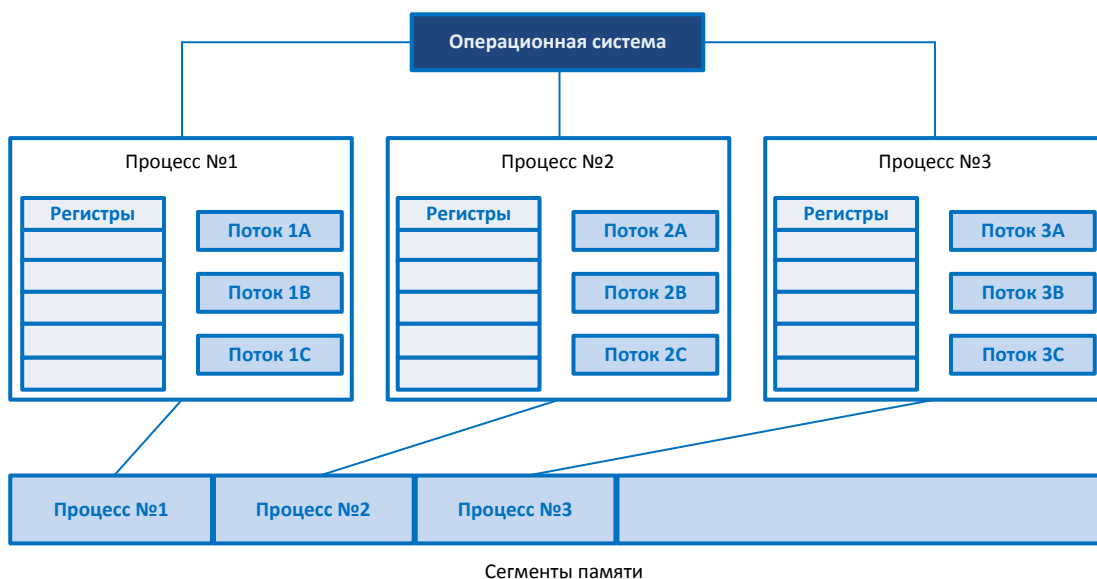 Операционная система
Процесс №1
Процесс №2
Процесс №3
Регистры
Поток 1A
Поток 1B
Поток 1C
Регистры
Поток 2A
Поток 2B
Поток 2C
Регистры
Поток 3A
Поток 3B
Поток 3C
Процесс №1
Процесс №2
Процесс №3
Сегменты памяти